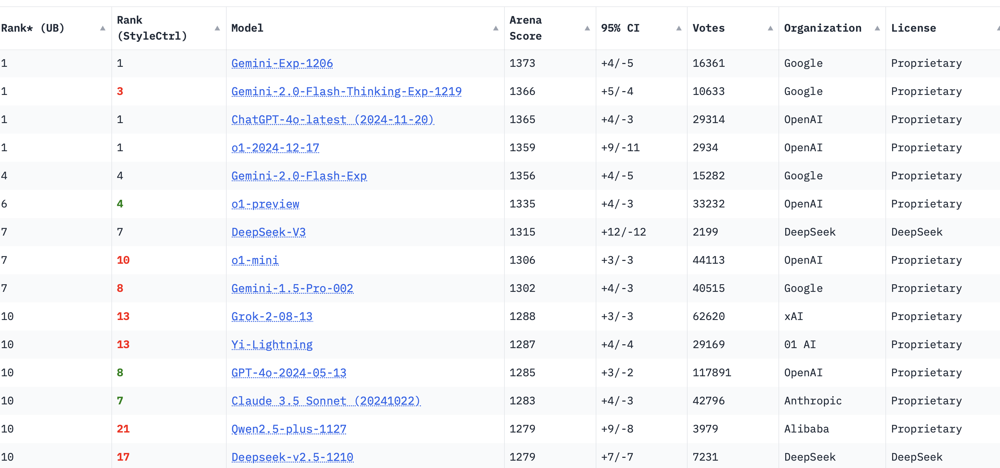 Rank* (UB) ▲ Rank (StyleCtrl) ▲ Model ▲ Arena Score ▲ 95% CI ▲ Votes ▲ Organization ▲ License
1 1 Gemini-Exp-1206 1373 +4/-5 16361 Google Proprietary
1 3 Gemini-2.0-Flash-Thinking-Exp-1219 1366 +5/-4 10633 Google Proprietary
1 1 ChatGPT-4o-latest (2024-11-20) 1365 +4/-3 29314 OpenAI Proprietary
1 1 o1-2024-12-17 1359 +9/-11 2934 OpenAI Proprietary
4 4 Gemini-2.0-Flash-Exp 1356 +4/-5 15282 Google Proprietary
6 4 o1-preview 1335 +4/-3 33232 OpenAI Proprietary
7 7 DeepSeek-V3 1315 +12/-12 2199 DeepSeek DeepSeek
7 10 o1-mini 1306 +3/-3 44113 OpenAI Proprietary
7 8 Gemini-1.5-Pro-002 1302 +4/-3 40515 Google Proprietary
10 13 Grok-2-08-13 1288 +3/-3 62620 xAI Proprietary
10 13 Yi-Lightning 1287 +4/-4 29169 01 AI Proprietary
10 8 GPT-4o-2024-05-13 1285 +3/-2 117891 OpenAI Proprietary
10 7 Claude 3.5 Sonnet (20241022) 1283 +4/-3 42796 Anthropic Proprietary
10 21 Qwen2.5-plus-1127 1279 +9/-8 3979 Alibaba Proprietary
10 17 Deepseek-v2.5-1210 1279 +7/-7 7231 DeepSeek DeepSeek